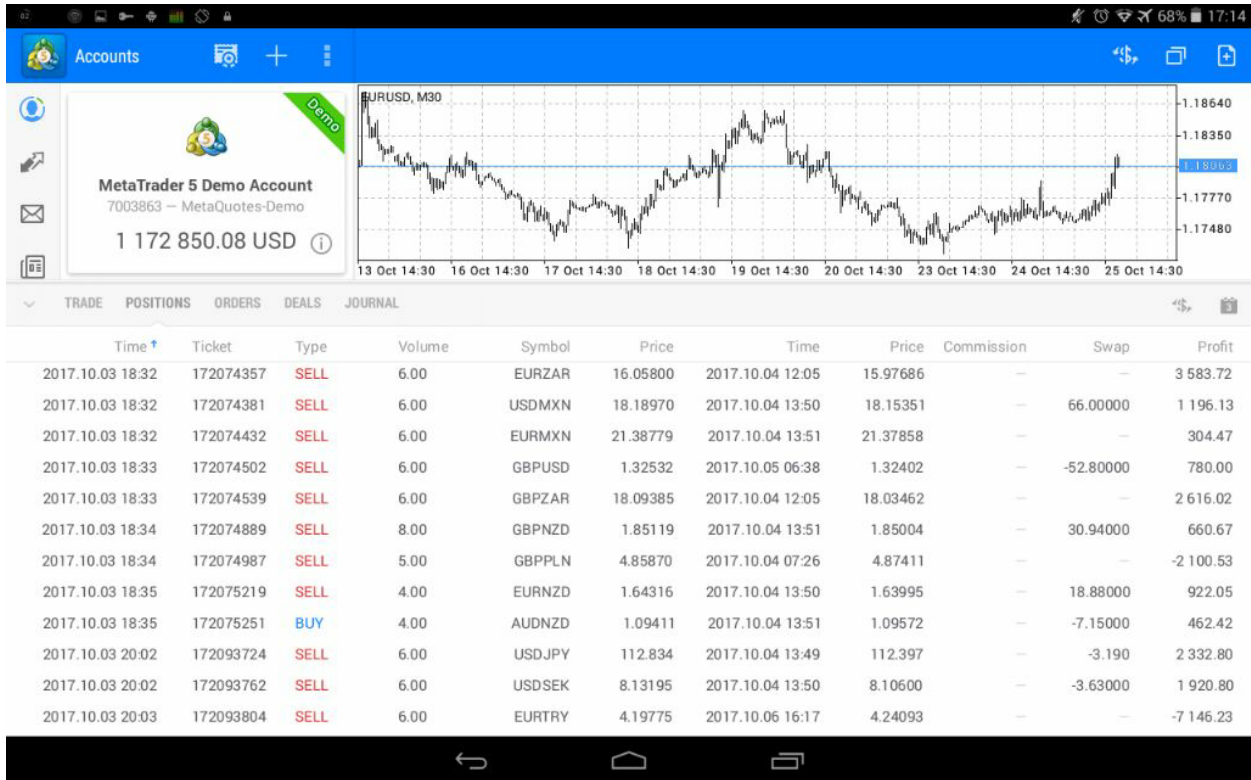 68% 17:14
Accounts
EURUSD, M30
1.18640
1.18350
1.18063
1.17770
1.17480
13 Oct 14:30 16 Oct 14:30 17 Oct 14:30 18 Oct 14:30 19 Oct 14:30 20 Oct 14:30 23 Oct 14:30 24 Oct 14:30 25 Oct 14:30
Demo
MetaTrader 5 Demo Account
7003863 — MetaQuotes-Demo
1 172 850.08 USD
TRADE POSITIONS ORDERS DEALS JOURNAL
Time Ticket Type Volume Symbol Price Time Price Commission Swap Profit
2017.10.03 18:32 172074357 SELL 6.00 EURZAR 16.05800 2017.10.04 12:05 15.97686 — — 3 583.72
2017.10.03 18:32 172074381 SELL 6.00 USDMXN 18.18970 2017.10.04 13:50 18.15351 — 66.00000 1 196.13
2017.10.03 18:32 172074432 SELL 6.00 EURMXN 21.38779 2017.10.04 13:51 21.37858 — — 304.47
2017.10.03 18:33 172074502 SELL 6.00 GBPUSD 1.32532 2017.10.05 06:38 1.32402 — -52.80000 780.00
2017.10.03 18:33 172074539 SELL 6.00 GBPZAR 18.09385 2017.10.04 12:05 18.03462 — — 2 616.02
2017.10.03 18:34 172074889 SELL 8.00 GBPNZD 1.85119 2017.10.04 13:51 1.85004 — 30.94000 660.67
2017.10.03 18:34 172074987 SELL 5.00 GBPPLN 4.85870 2017.10.04 07:26 4.87411 — — -2 100.53
2017.10.03 18:35 172075219 SELL 4.00 EURNZD 1.64316 2017.10.04 13:50 1.63995 — 18.88000 922.05
2017.10.03 18:35 172075251 BUY 4.00 AUDNZD 1.09411 2017.10.04 13:51 1.09572 — -7.15000 462.42
2017.10.03 20:02 172093724 SELL 6.00 USDJPY 112.834 2017.10.04 13:49 112.397 — -3.190 2 332.80
2017.10.03 20:02 172093762 SELL 6.00 USDSEK 8.13195 2017.10.04 13:50 8.10600 — -3.63000 1 920.80
2017.10.03 20:03 172093804 SELL 6.00 EURTRY 4.19775 2017.10.06 16:17 4.24093 — — -7 146.23